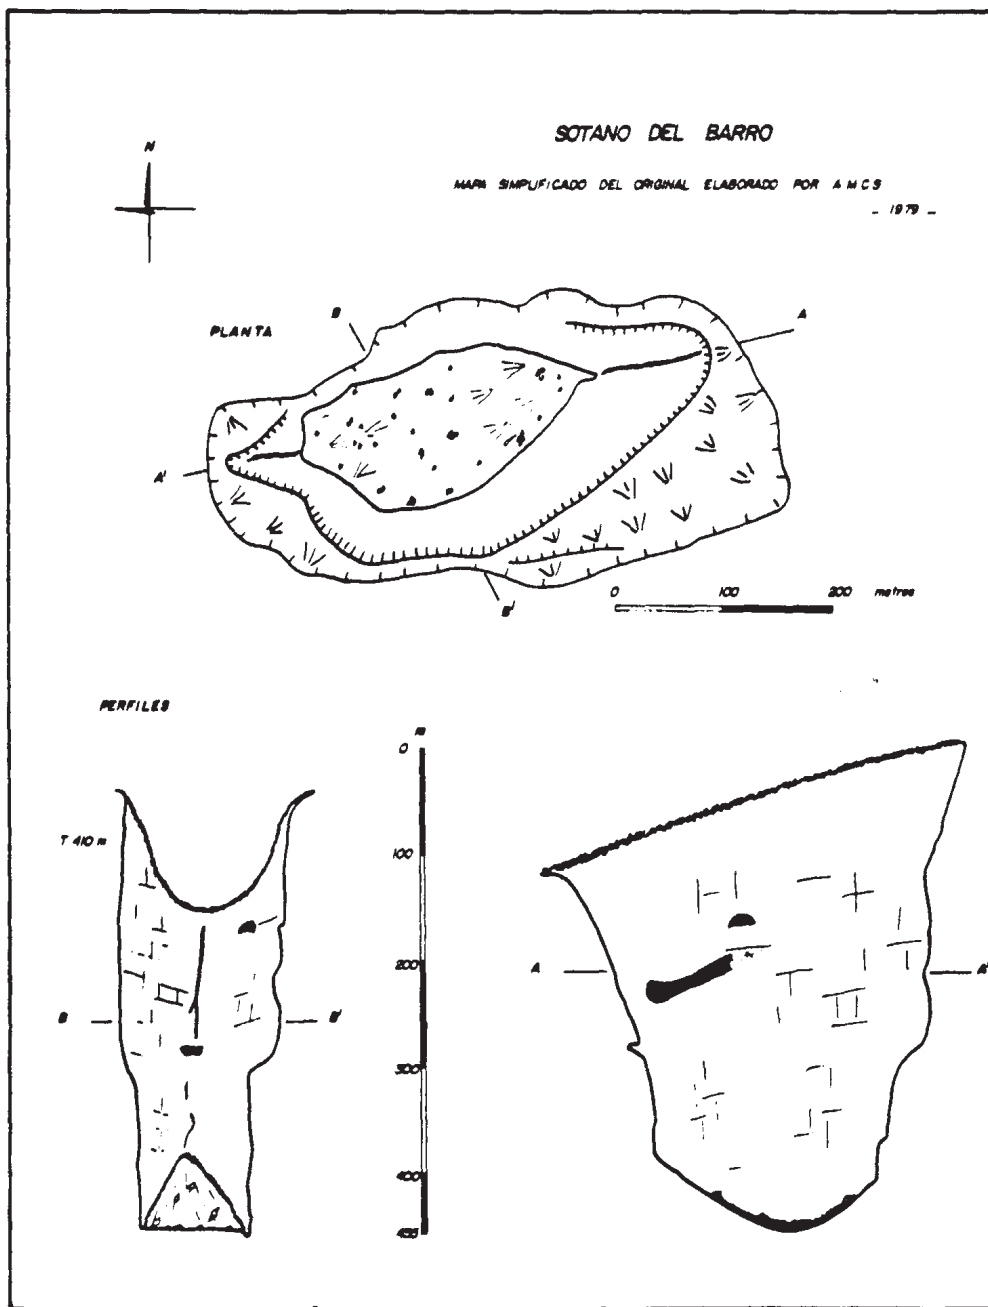 SOTANO DEL BARRO
MAPA SIMPLIFICADO DEL ORIGINAL ELABORADO POR A M C S
- 1979 -
N
PLANTA
B
A
A'
B'
0 100 200 metros
PERFILES
m
0
T 410 m
100
200
B B'
300
400
455
A A'